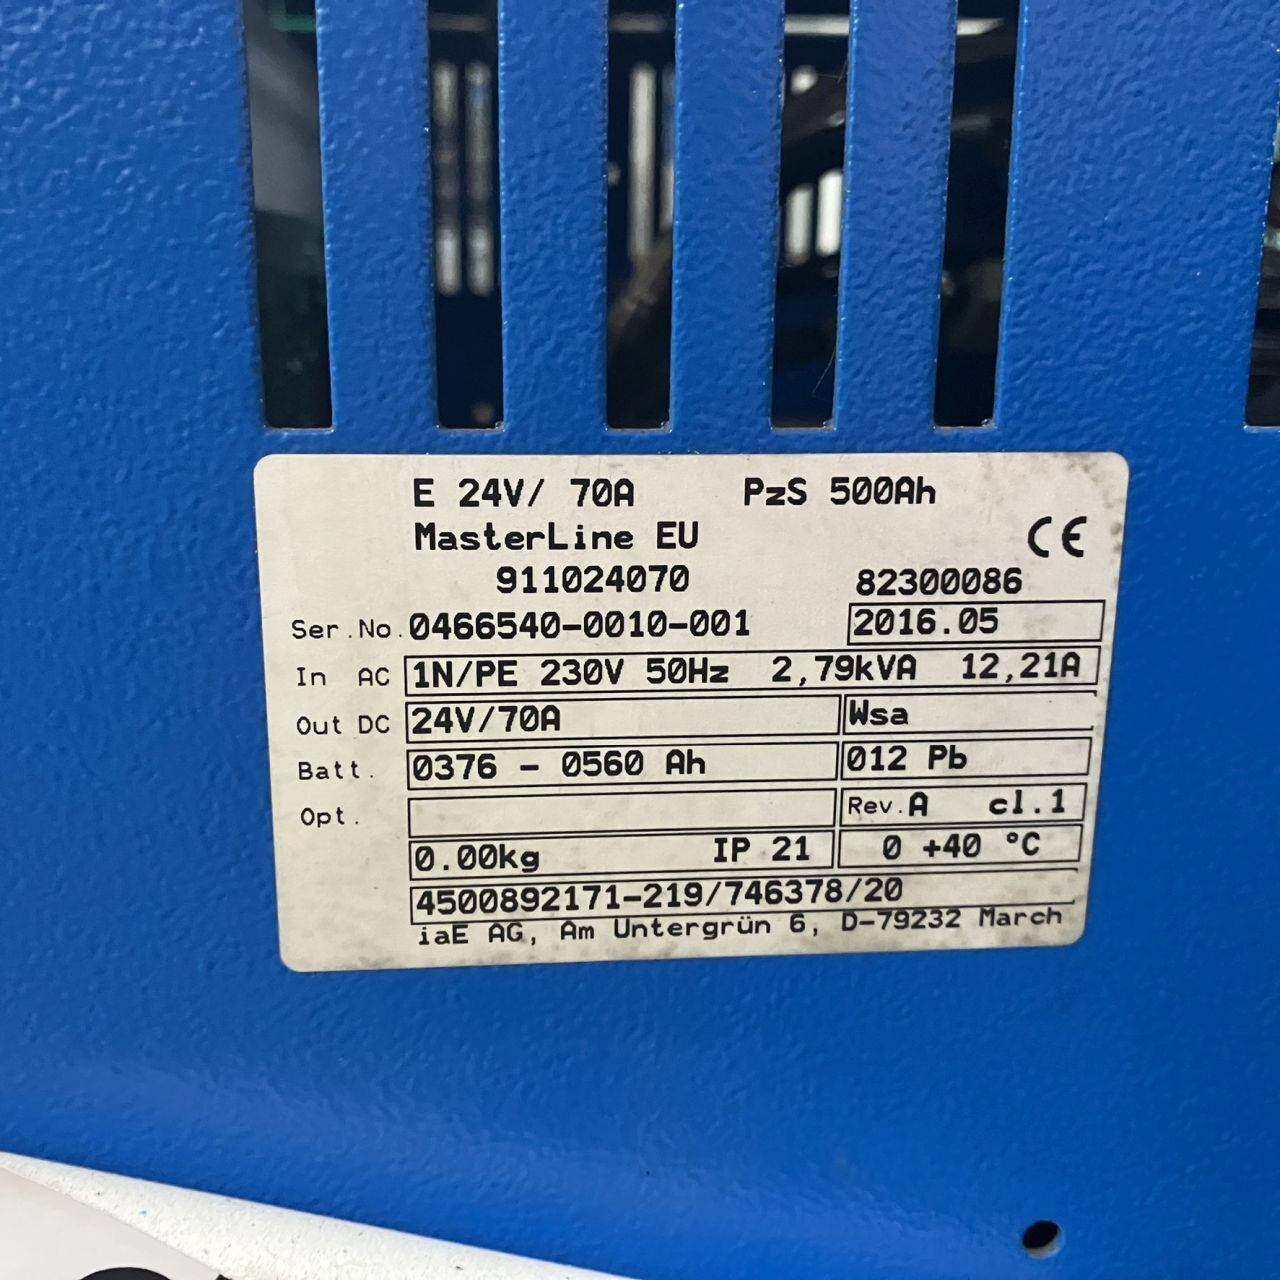 E 24V/ 70A PzS 500Ah
MasterLine EU CE
911024070 82300086
Ser.No. 0466540-0010-001 2016.05
In AC 1N/PE 230V 50Hz 2,79kVA 12,21A
Out DC 24V/70A Wsa
Batt. 0376 - 0560 Ah 012 Pb
Opt. Rev.A cl.1
0.00kg IP 21 0 +40 °C
4500892171-219/746378/20
iaE AG, Am Untergrün 6, D-79232 March